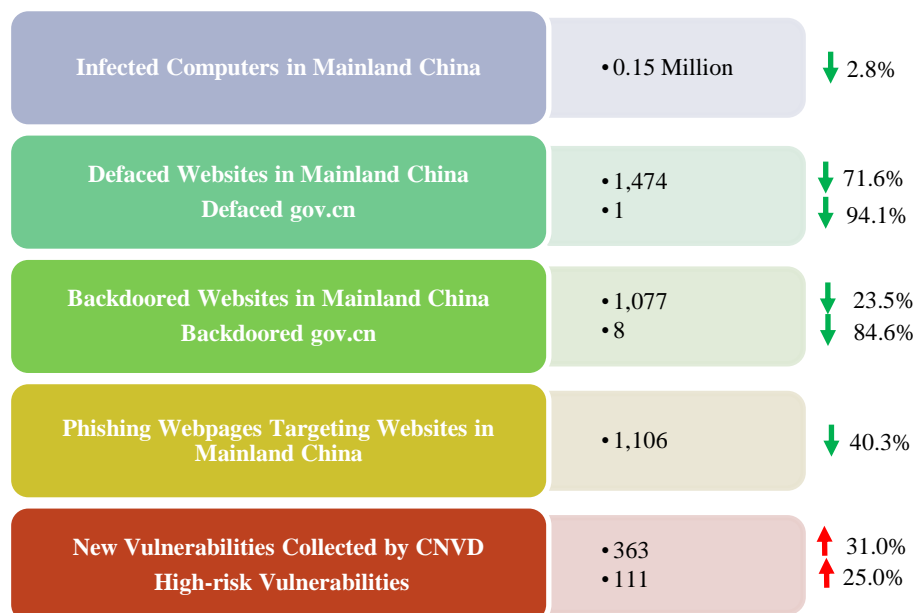 Infected Computers in Mainland China
•0.15 Million
2.8%
Defaced Websites in Mainland China
Defaced gov.cn
•1,474
•1
71.6%
94.1%
Backdoored Websites in Mainland China
Backdoored gov.cn
•1,077
•8
23.5%
84.6%
Phishing Webpages Targeting Websites in
Mainland China
•1,106
40.3%
New Vulnerabilities Collected by CNVD
High-risk Vulnerabilities
•363
•111
31.0%
25.0%